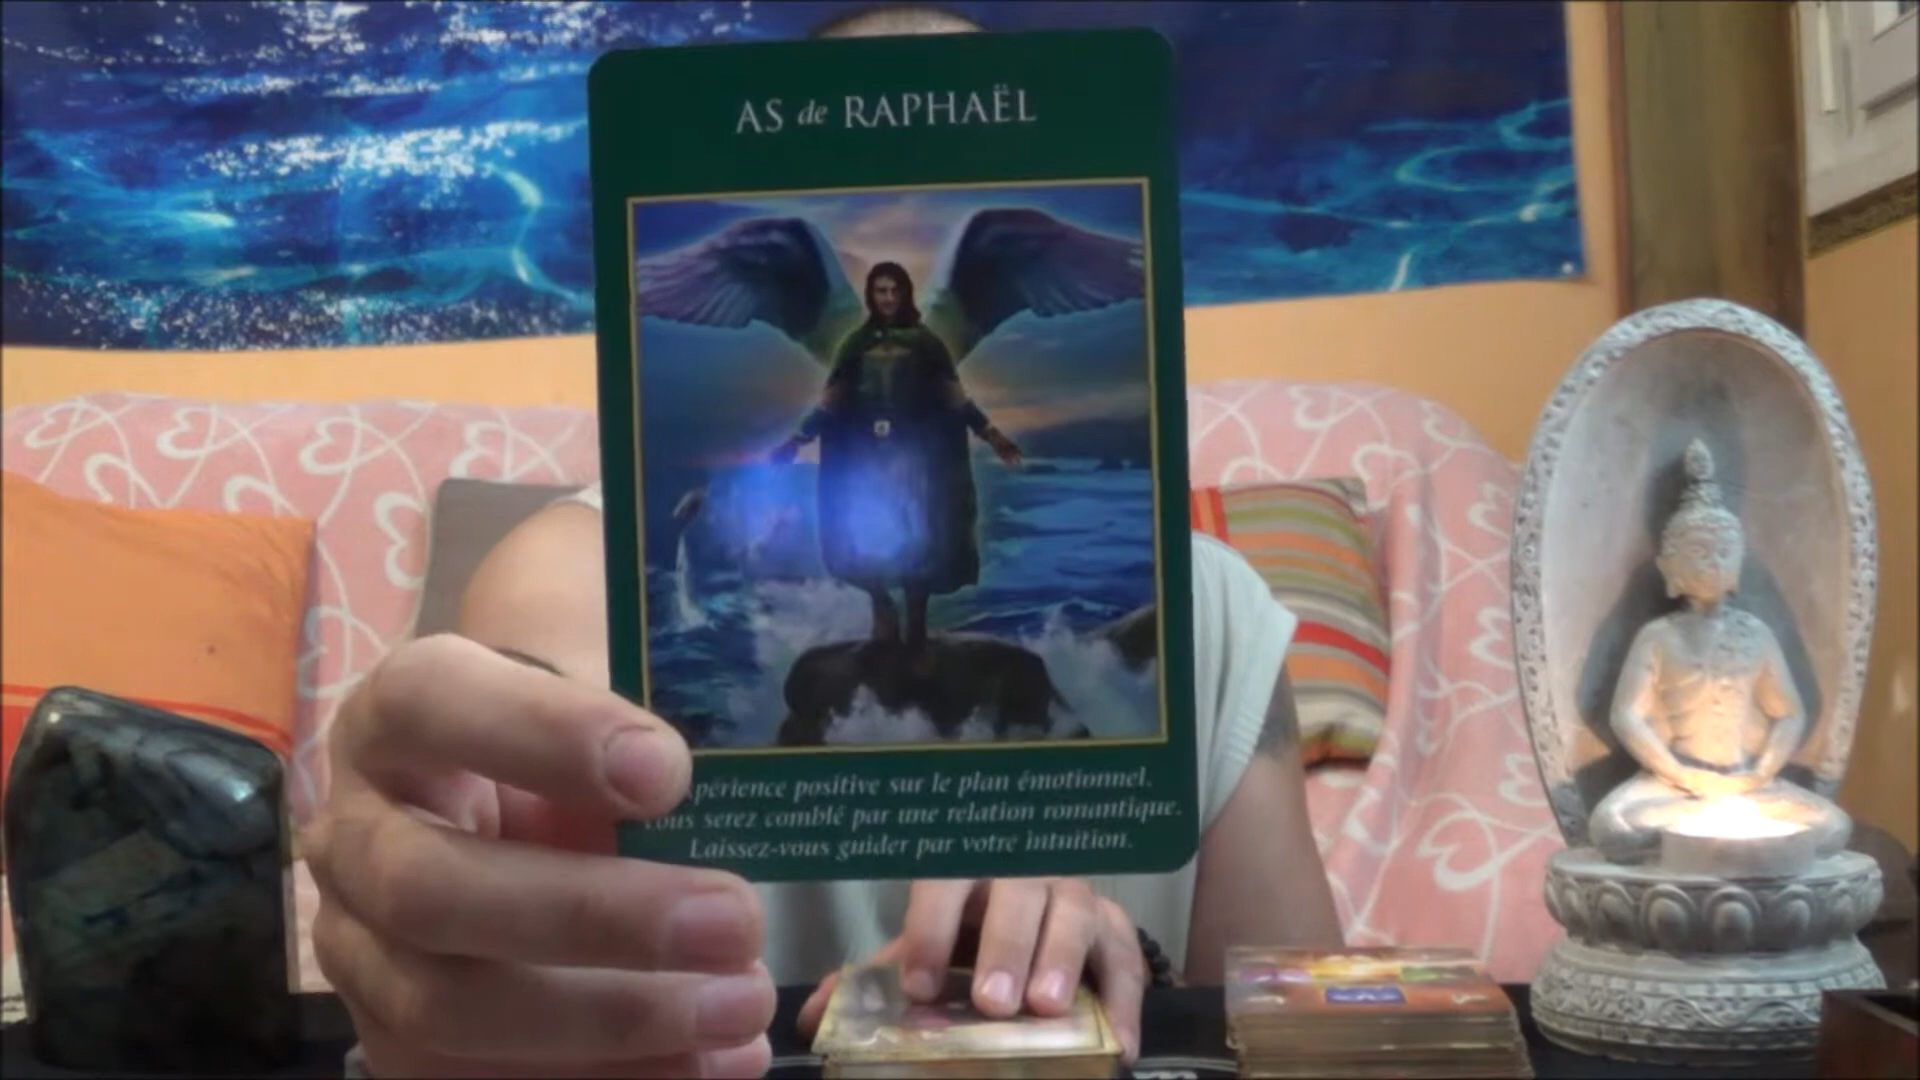 AS de RAPHAËL
périence positive sur le plan émotionnel.
vous serez comblé par une relation romantique.
Laissez-vous guider par votre intuition.